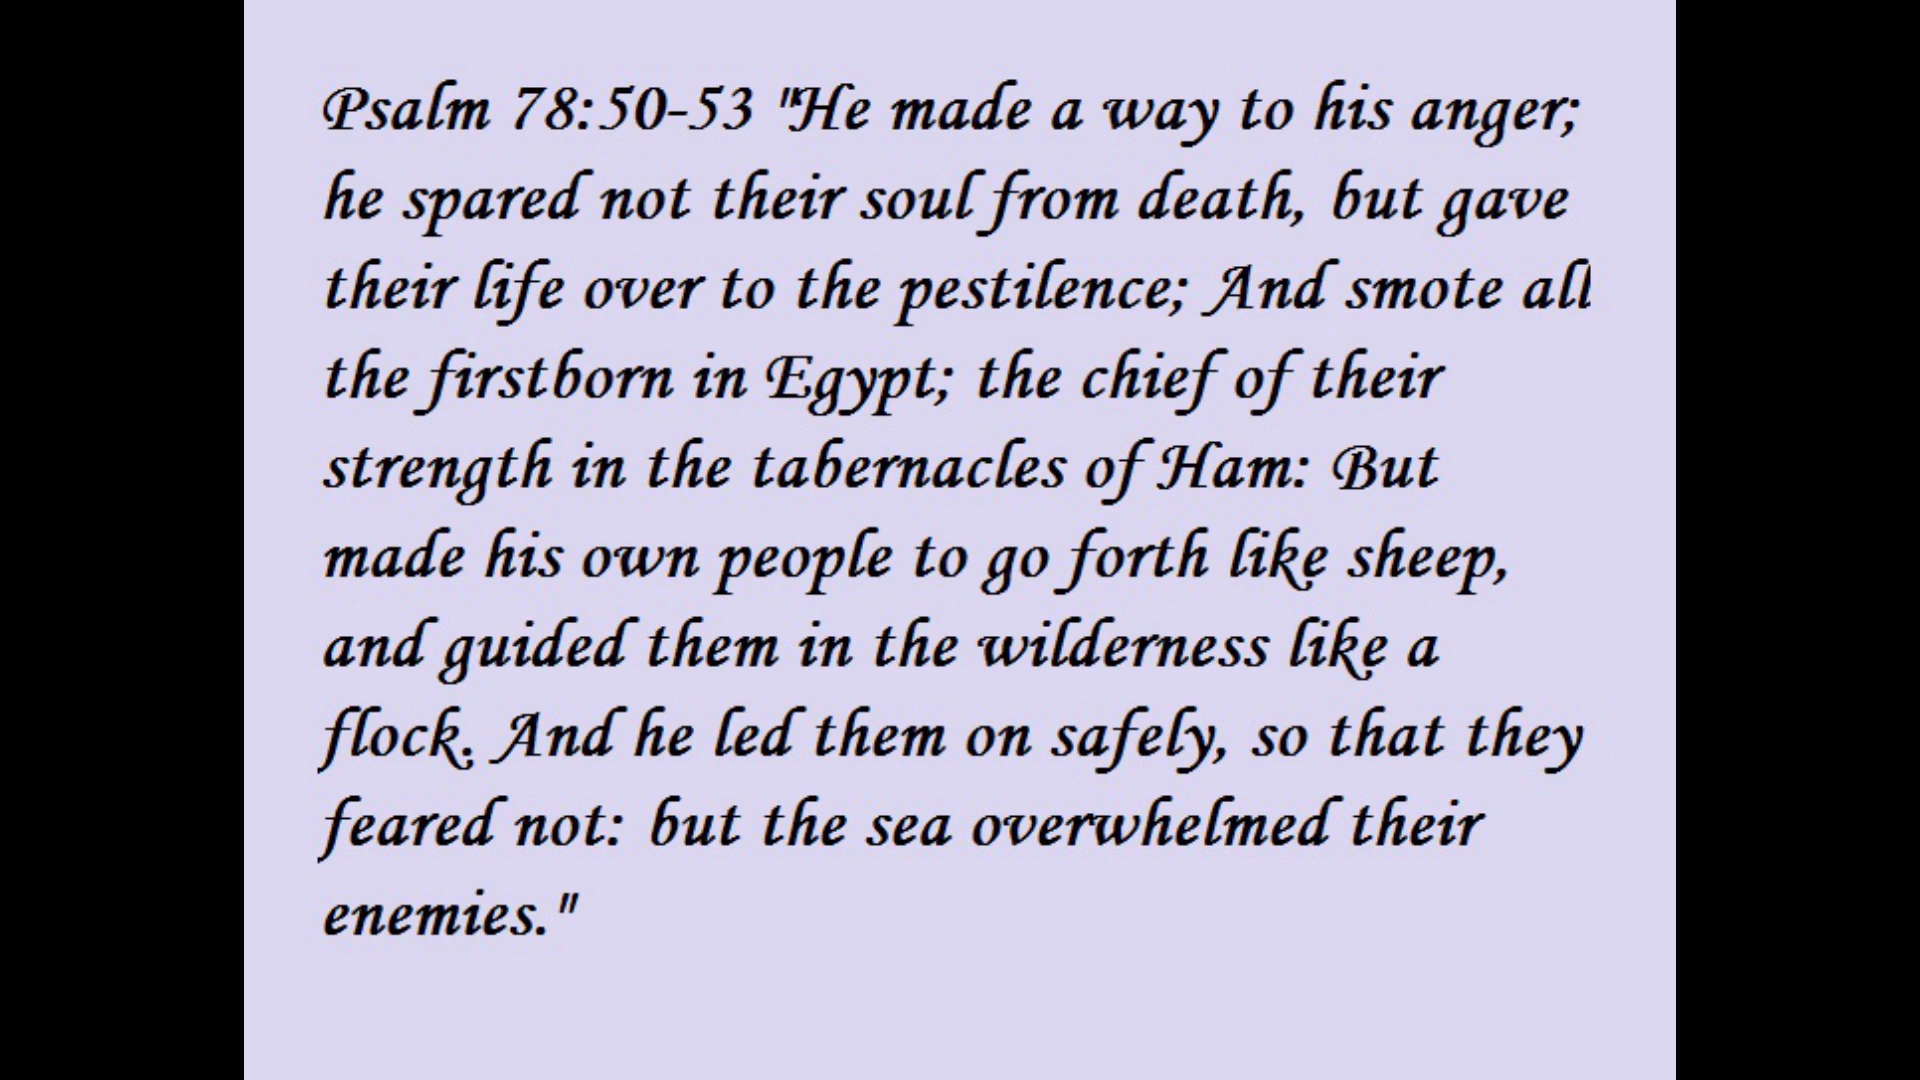 Psalm 78:50-53 "He made a way to his anger;
he spared not their soul from death, but gave
their life over to the pestilence; And smote all
the firstborn in Egypt; the chief of their
strength in the tabernacles of Ham: But
made his own people to go forth like sheep,
and guided them in the wilderness like a
flock. And he led them on safely, so that they
feared not: but the sea overwhelmed their
enemies."